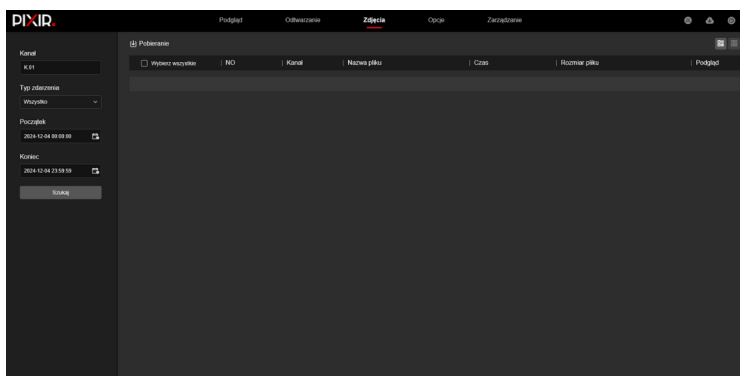 PIXIR.
Podgląd Odtwarzanie Zdjęcia Opcje Zarządzanie
Kanał
K.01
Typ zdarzenia
Wszystko
Początek
2024-12-04 00:00:00
Koniec
2024-12-04 23:59:59
Szukaj
Pobieranie
Wybierz wszystkie | NO | Kanał | Nazwa pliku | Czas | Rozmiar pliku | Podgląd